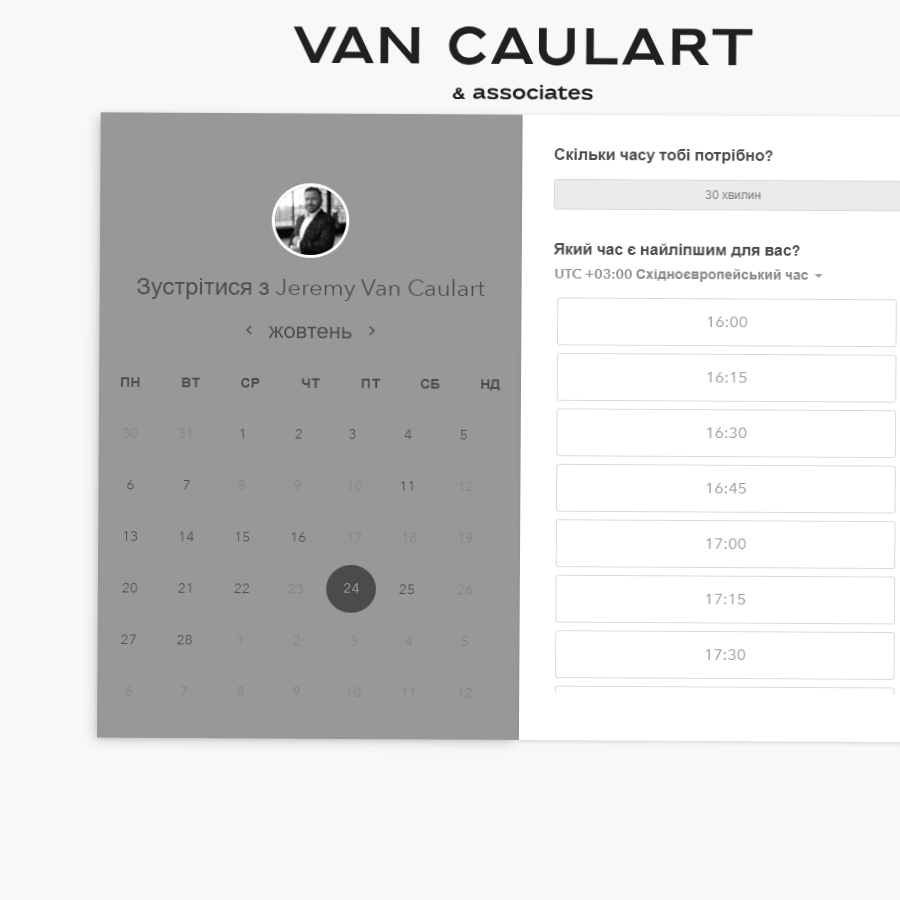 VAN CAULART
& associates
Зустрітися з Jeremy Van Caulart
жовтень
ПН ВТ СР ЧТ ПТ СБ НД
30 31 1 2 3 4 5
6 7 8 9 10 11 12
13 14 15 16 17 18 19
20 21 22 23 24 25 26
27 28 1 2 3 4 5
6 7 8 9 10 11 12
Скільки часу тобі потрібно?
30 хвилин
Який час є найліпшим для вас?
UTC +03:00 Східноєвропейський час
16:00
16:15
16:30
16:45
17:00
17:15
17:30